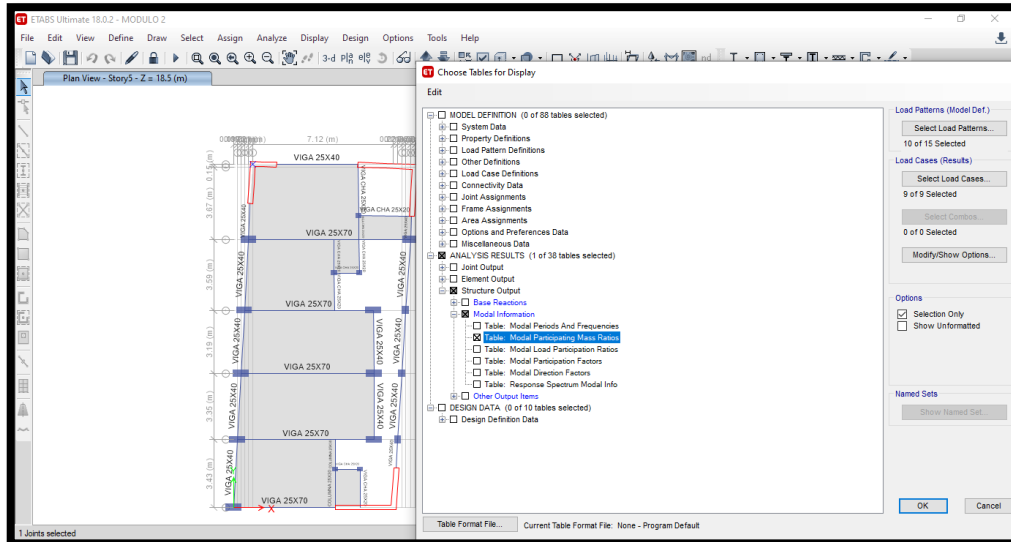 ETABS Ultimate 18.0.2 - MODULO 2
File Edit View Define Draw Select Assign Analyze Display Design Options Tools Help
3-d
nd
Plan View - Story5 - Z = 18.5 (m)
Choose Tables for Display
Edit
MODEL DEFINITION (0 of 88 tables selected)
System Data
Property Definitions
Load Pattern Definitions
Other Definitions
Load Case Definitions
Connectivity Data
Joint Assignments
Frame Assignments
Area Assignments
Options and Preferences Data
Miscellaneous Data
ANALYSIS RESULTS (1 of 38 tables selected)
Joint Output
Element Output
Structure Output
Base Reactions
Modal Information
Table: Modal Periods And Frequencies
Table: Modal Participating Mass Ratios
Table: Modal Load Participation Ratios
Table: Modal Participation Factors
Table: Modal Direction Factors
Table: Response Spectrum Modal Info
Other Output Items
DESIGN DATA (0 of 10 tables selected)
Design Definition Data
Load Patterns (Model Def.)
Select Load Patterns...
10 of 15 Selected
Load Cases (Results)
Select Load Cases...
9 of 9 Selected
Select Combos...
0 of 0 Selected
Modify/Show Options...
Options
Selection Only
Show Unformatted
Named Sets
Show Named Set...
OK Cancel
Table Format File... Current Table Format File: None - Program Default
7.12 (m)
VIGA 25X40
0.15 (m)
3.67 (m)
VIGA CHA 25X20
VIGA 25X40
VIGA 25X70
3.59 (m)
VIGA 25X40
VIGA 25X70
3.19 (m)
VIGA 25X40
VIGA 25X40
VIGA 25X40
VIGA 25X70
3.35 (m)
VIGA 25X40
VIGA 25X40
VIGA 25X40
VIGA 25X70
3.43 (m)
VIGA 25X40
VIGA 25X70
X
1 Joints selected